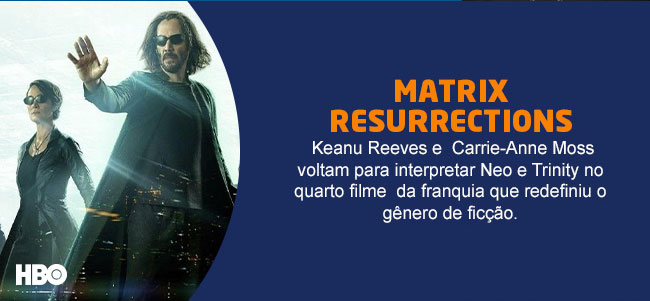 MATRIX
RESURRECTIONS
Keanu Reeves e  Carrie-Anne Moss
voltam para interpretar Neo e Trinity no
quarto filme  da franquia que redefiniu o
gênero de ficção.
HBO